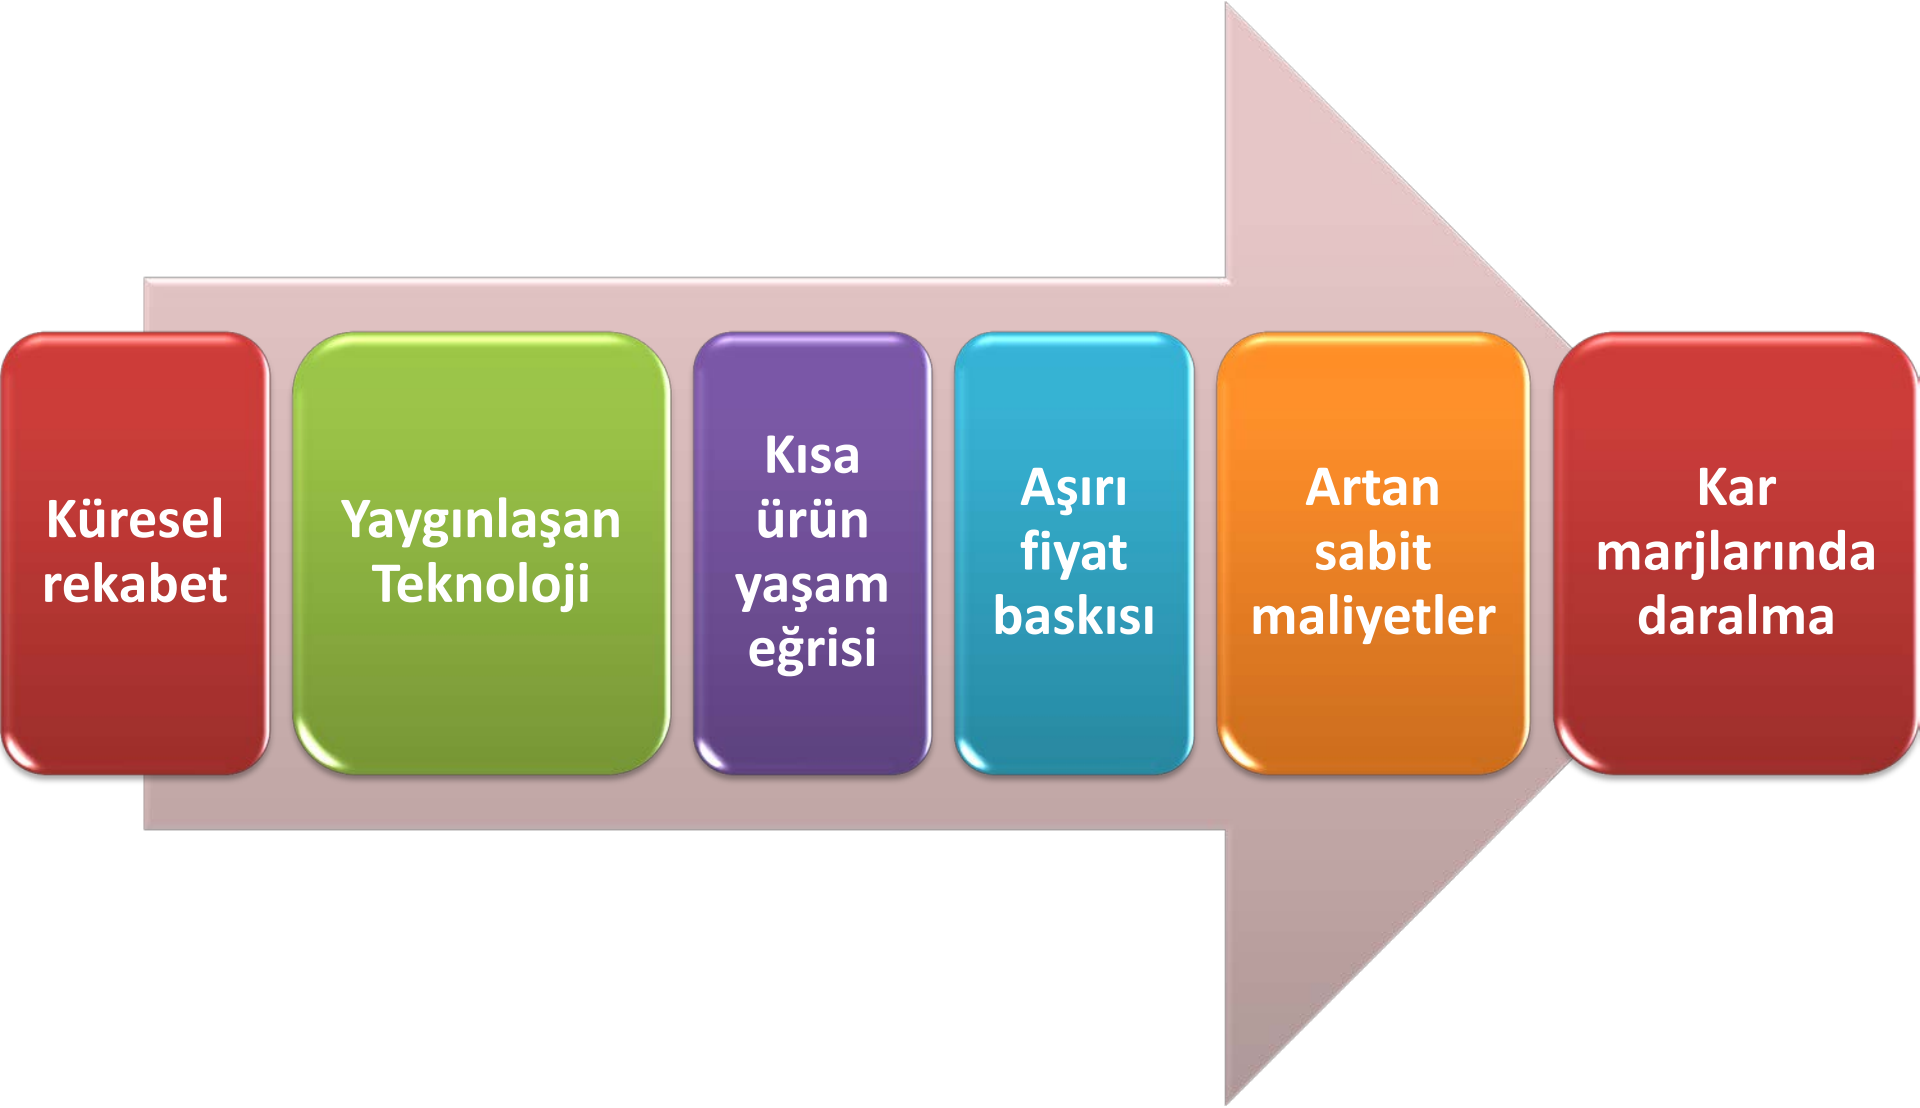 Küresel
rekabet
Yaygınlaşan
Teknoloji
Kısa
ürün
yaşam
eğrisi
Aşırı
fiyat
baskısı
Artan
sabit
maliyetler
Kar
marjlarında
daralma